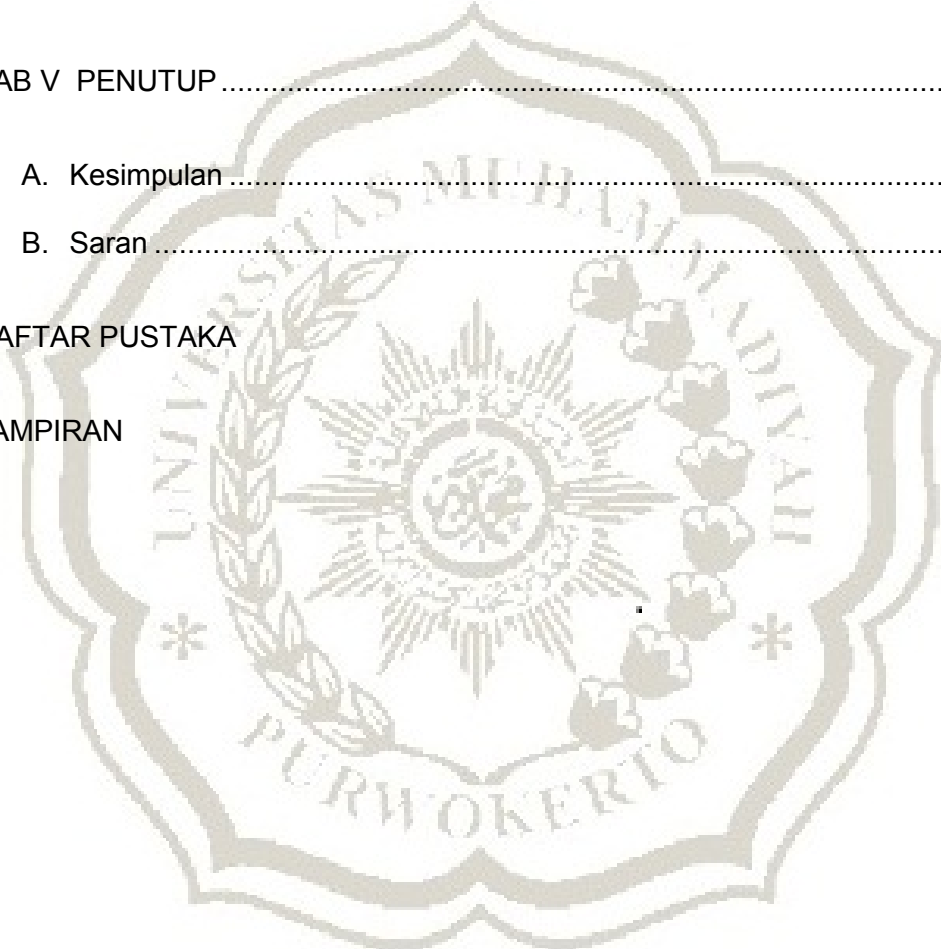 AB V PENUTUP ........................................................................................
A. Kesimpulan ........................................................................................
B. Saran ........................................................................................
AFTAR PUSTAKA
AMPIRAN
UNIVERSITAS MUHAMMADIYAH
PURWOKERTO